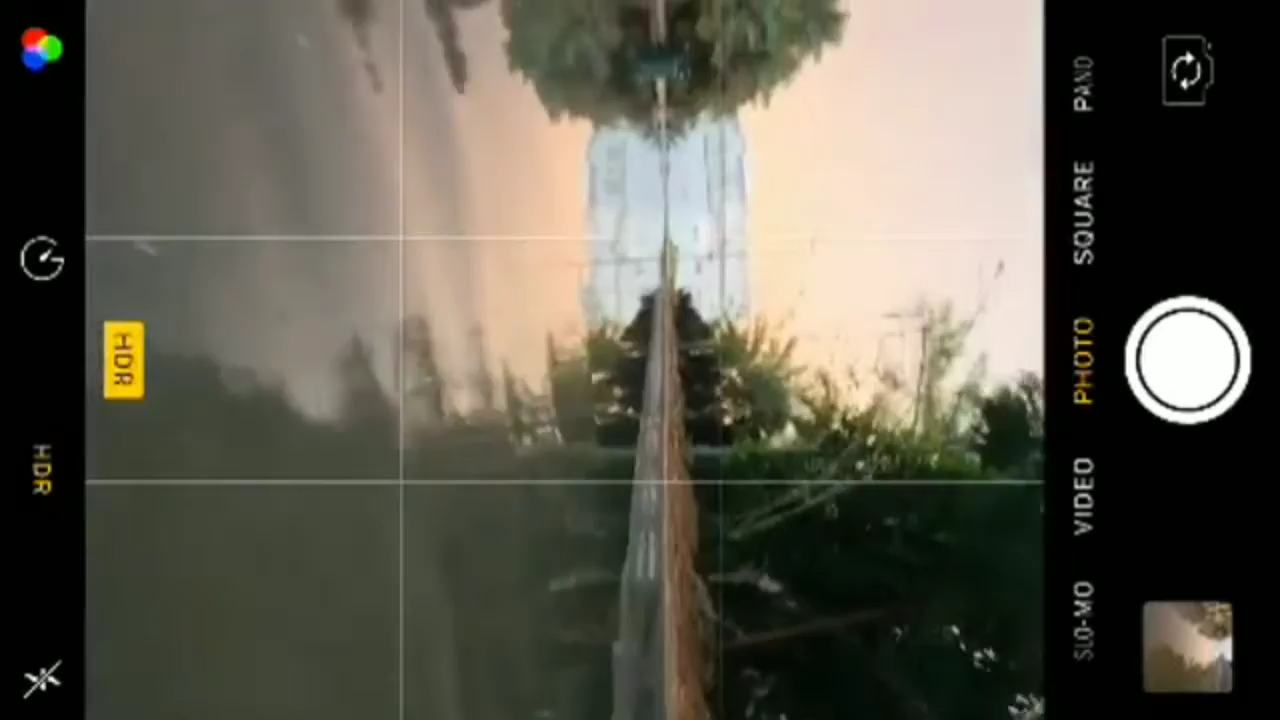 HDR
HDR
PANO
SQUARE
PHOTO
VIDEO
SLO-MO